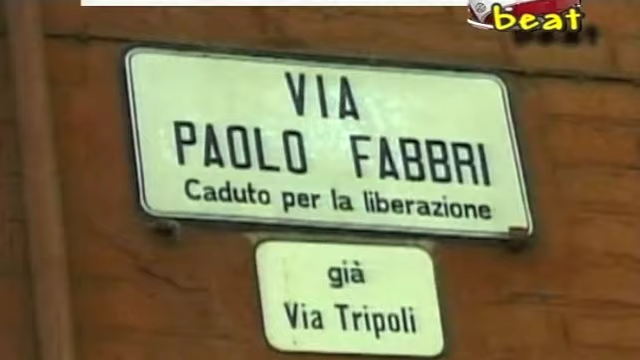 beat
VIA
PAOLO FABBRI
Caduto per la liberazione
già
Via Tripoli